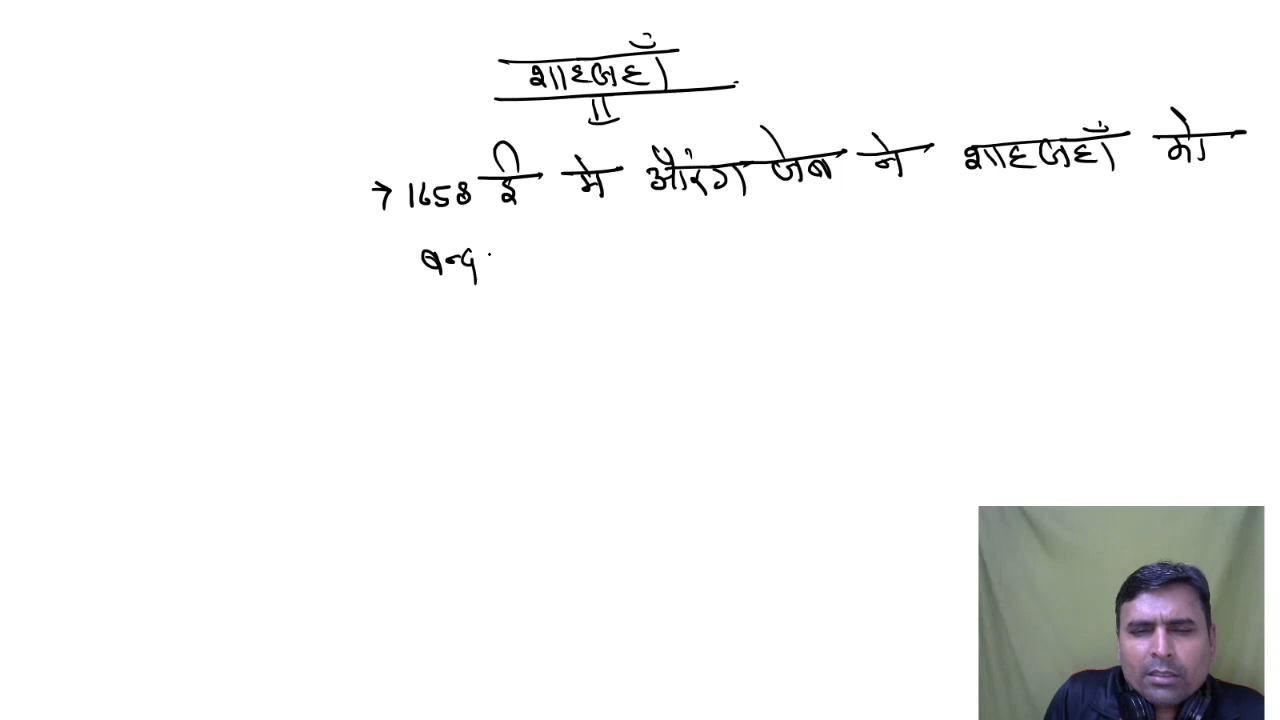 शाहजहाँ
→ 1658 ई मे औरंगजेब ने शाहजहाँ को
बन्द